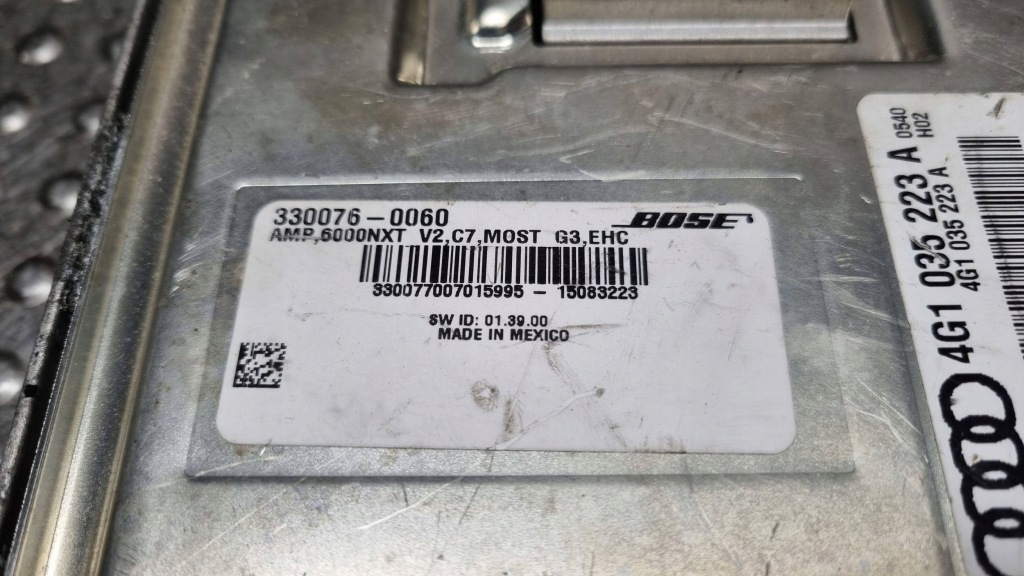 330076-0060
BOSE
AMP,6000NXT V2,C7,MOST G3,EHC
330077007015995 - 15083223
SW ID: 01.39.00
MADE IN MEXICO
4G1 035 223 A
4G1 035 223 A
0540
H02